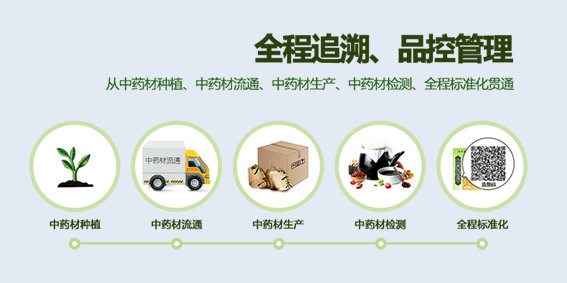 全程追溯、品控管理
从中药材种植、中药材流通、中药材生产、中药材检测、全程标准化贯通
中药材流通
中药材种植
中药材流通
中药材生产
中药材检测
全程标准化